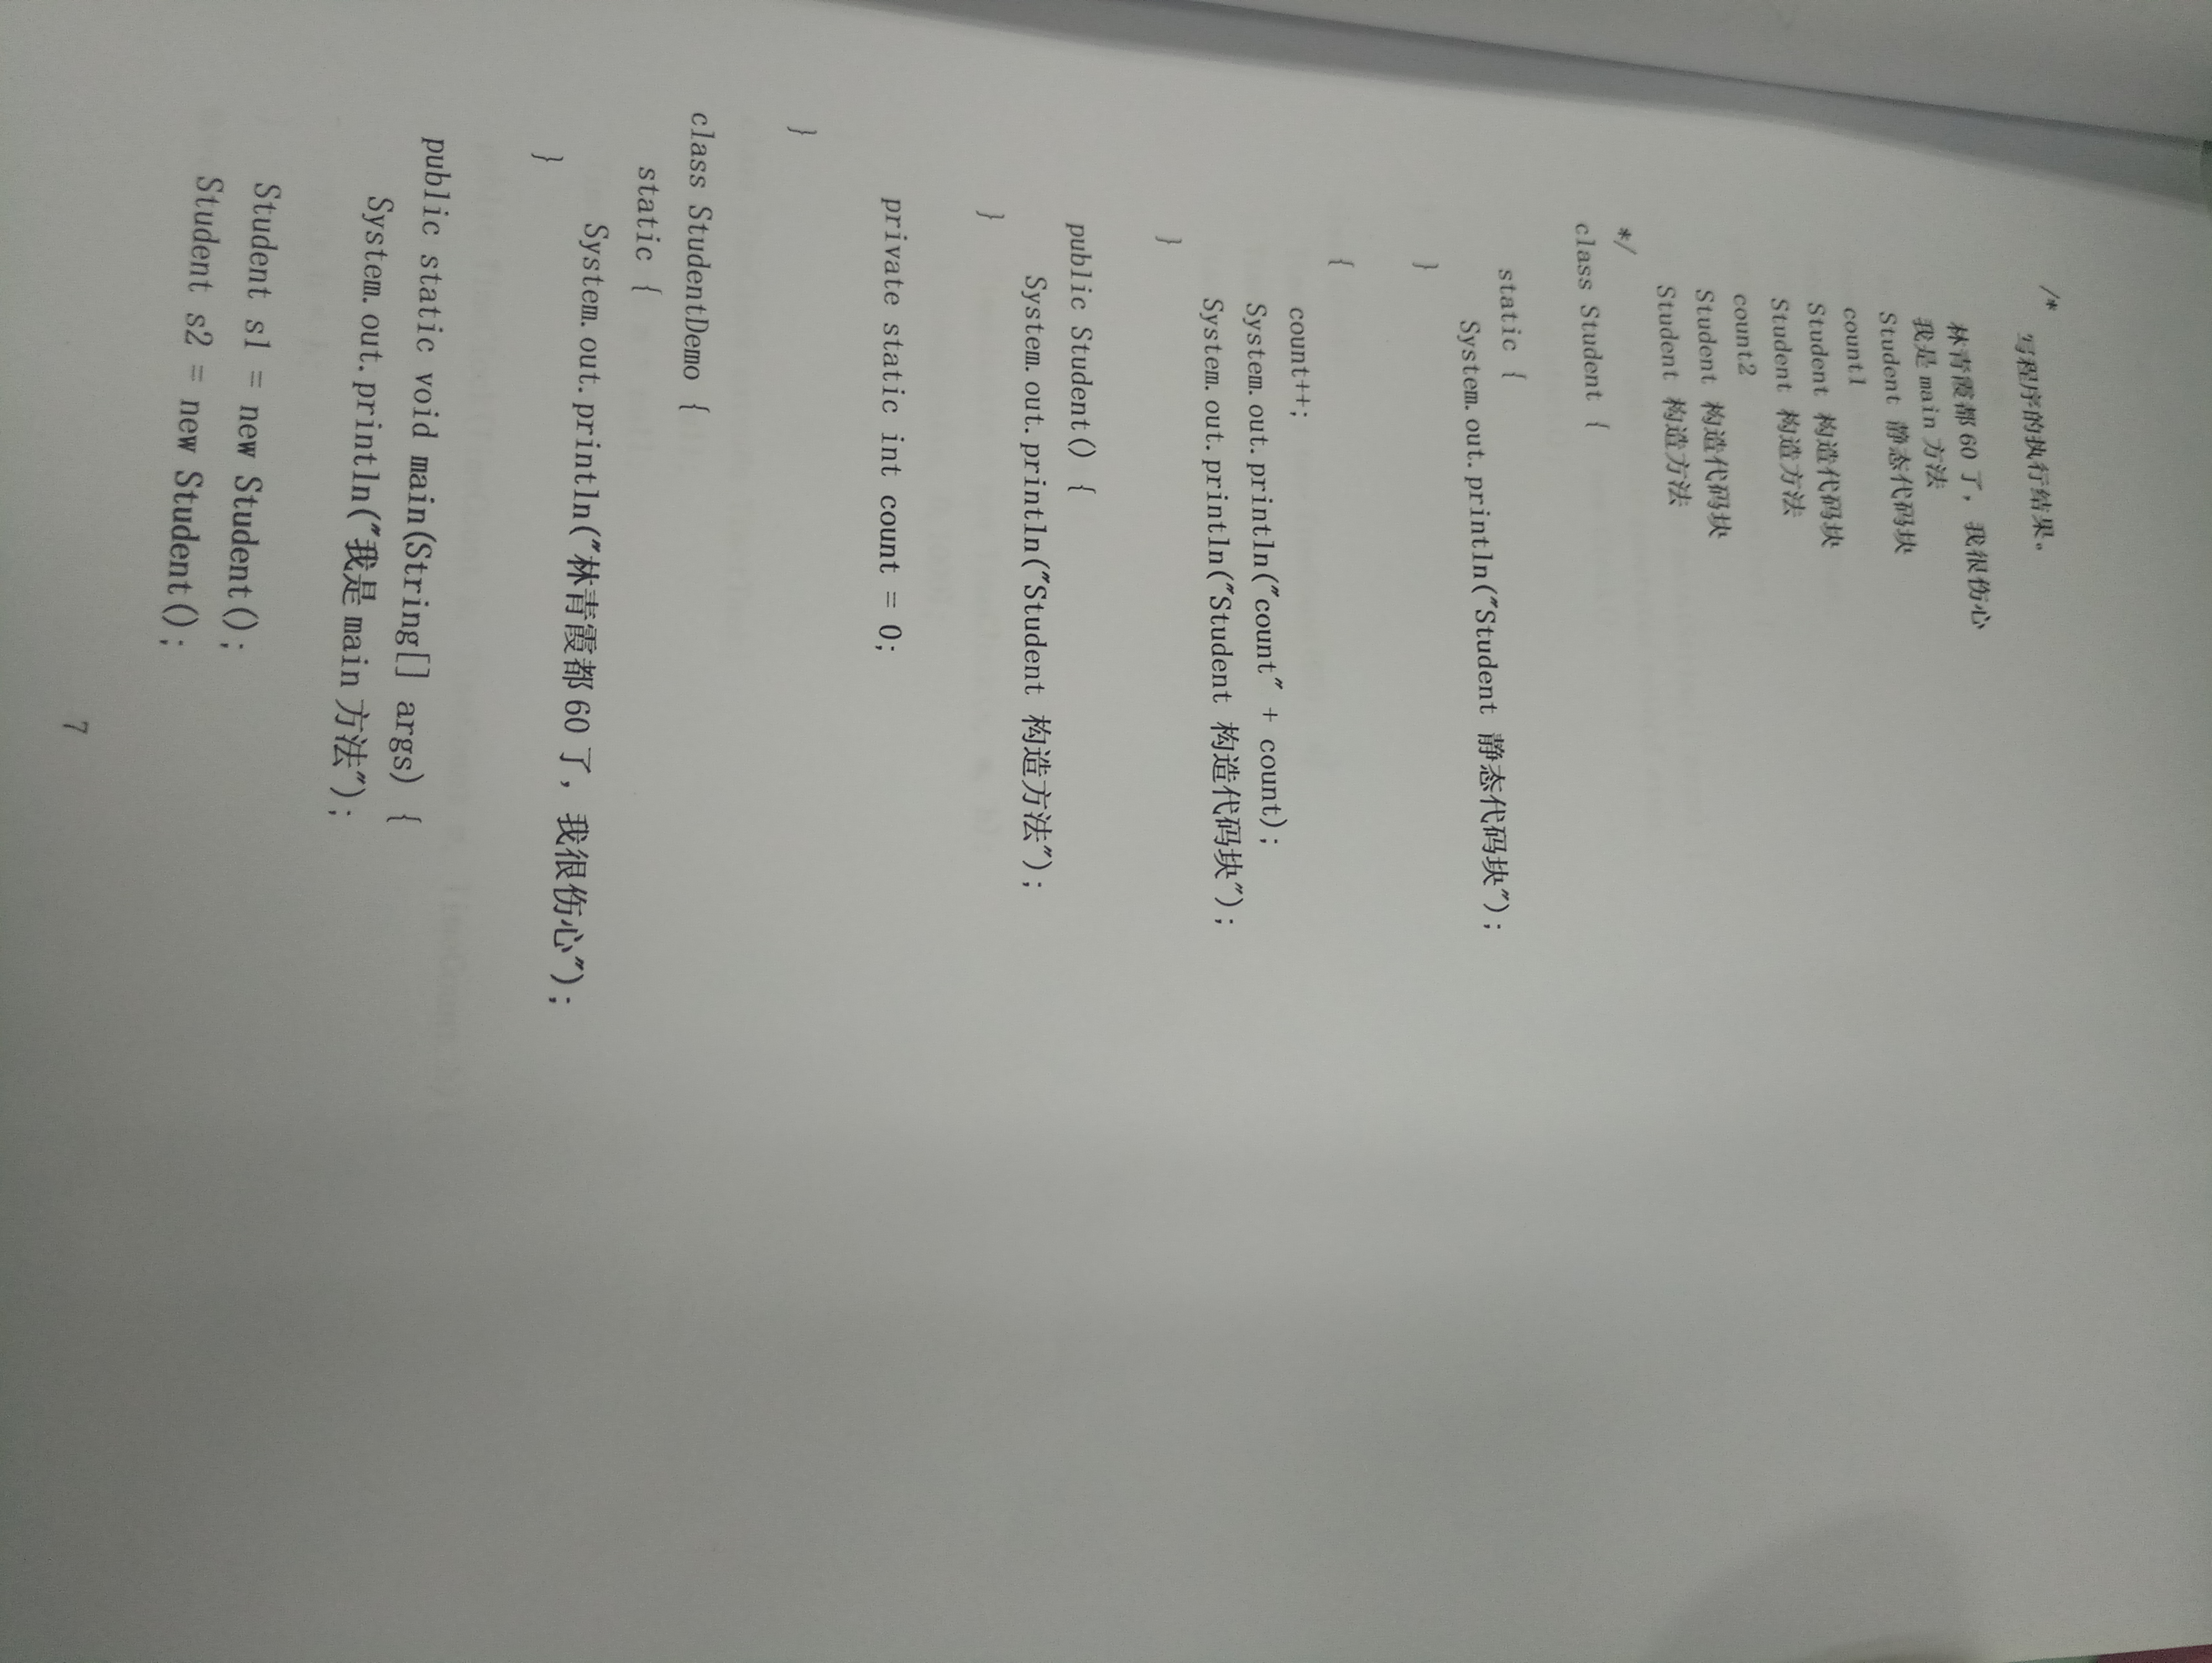 /* 写程序的执行结果。
林青霞都 60 了，我很伤心
我是 main 方法
Student 静态代码块
count1
Student 构造代码块
Student 构造方法
count2
Student 构造代码块
Student 构造方法
*/
class Student {
static {
System.out.println("Student 静态代码块");
}
{
count++;
System.out.println("count" + count);
System.out.println("Student 构造代码块");
}
public Student() {
System.out.println("Student 构造方法");
}
private static int count = 0;
}
class StudentDemo {
static {
System.out.println("林青霞都 60 了，我很伤心");
}
public static void main(String[] args) {
System.out.println("我是 main 方法");
Student s1 = new Student();
Student s2 = new Student();
7